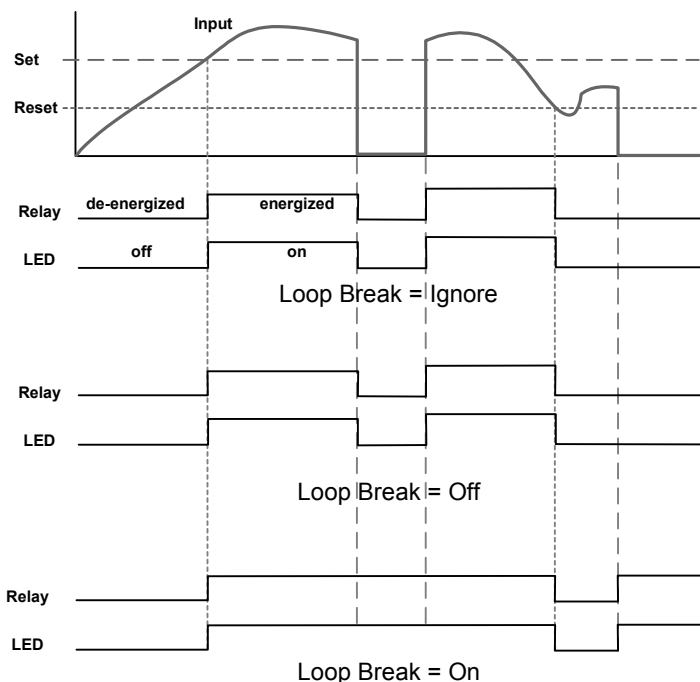 Input
Set
Reset
Relay de-energized energized
LED off on
Loop Break = Ignore
Relay
LED
Loop Break = Off
Relay
LED
Loop Break = On